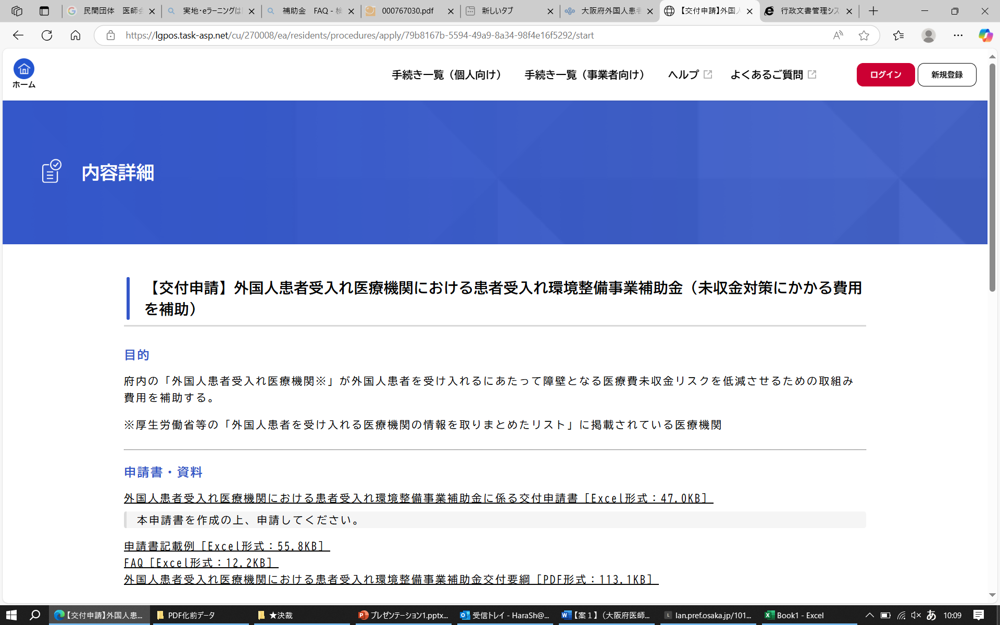 民間団体　医師会
実地・eラーニングは
補助金　FAQ - 検
000767030.pdf
新しいタブ
大阪府外国人患者
【交付申請】外国人
行政文書管理シス
https://lgpos.task-asp.net/cu/270008/ea/residents/procedures/apply/79b8167b-5594-49a9-8a34-98f4e16f5292/start
ホーム
手続き一覧（個人向け）
手続き一覧（事業者向け）
ヘルプ
よくあるご質問
ログイン
新規登録
内容詳細
【交付申請】外国人患者受入れ医療機関における患者受入れ環境整備事業補助金（未収金対策にかかる費用
を補助）
目的
府内の「外国人患者受入れ医療機関※」が外国人患者を受け入れるにあたって障壁となる医療費未収金リスクを低減させるための取組み
費用を補助する。
※厚生労働省等の「外国人患者を受け入れる医療機関の情報を取りまとめたリスト」に掲載されている医療機関
申請書・資料
外国人患者受入れ医療機関における患者受入れ環境整備事業補助金に係る交付申請書［Excel形式：47.0KB］
本申請書を作成の上、申請してください。
申請書記載例［Excel形式：55.8KB］
FAQ［Excel形式：12.2KB］
外国人患者受入れ医療機関における患者受入れ環境整備事業補助金交付要綱［PDF形式：113.1KB］
【交付申請】外国人患...
PDF化前データ
★決裁
プレゼンテーション1.pptx...
受信トレイ - HaraSh@...
【案１】（大阪府医師...
lan.pref.osaka.jp/101...
Book1 - Excel
あ
10:09